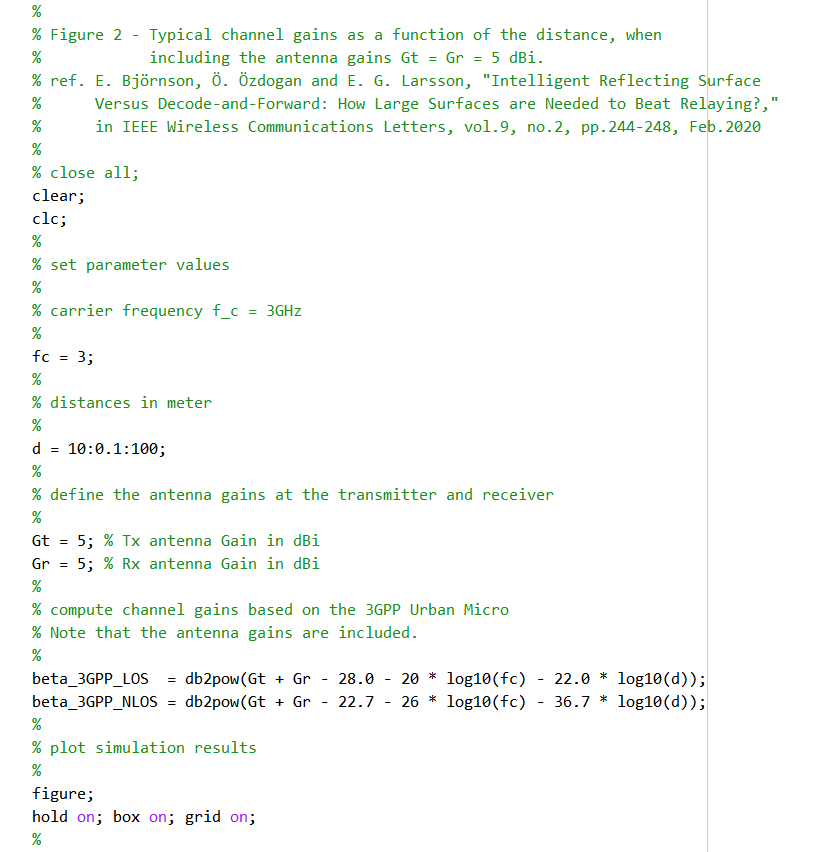 %
% Figure 2 - Typical channel gains as a function of the distance, when
%            including the antenna gains Gt = Gr = 5 dBi.
% ref. E. Björnson, Ö. Özdogan and E. G. Larsson, "Intelligent Reflecting Surface
%      Versus Decode-and-Forward: How Large Surfaces are Needed to Beat Relaying?,"
%      in IEEE Wireless Communications Letters, vol.9, no.2, pp.244-248, Feb.2020
%
% close all;
clear;
clc;
%
% set parameter values
%
% carrier frequency f_c = 3GHz
%
fc = 3;
%
% distances in meter
%
d = 10:0.1:100;
%
% define the antenna gains at the transmitter and receiver
%
Gt = 5; % Tx antenna Gain in dBi
Gr = 5; % Rx antenna Gain in dBi
%
% compute channel gains based on the 3GPP Urban Micro
% Note that the antenna gains are included.
%
beta_3GPP_LOS  = db2pow(Gt + Gr - 28.0 - 20 * log10(fc) - 22.0 * log10(d));
beta_3GPP_NLOS = db2pow(Gt + Gr - 22.7 - 26 * log10(fc) - 36.7 * log10(d));
%
% plot simulation results
%
figure;
hold on; box on; grid on;
%